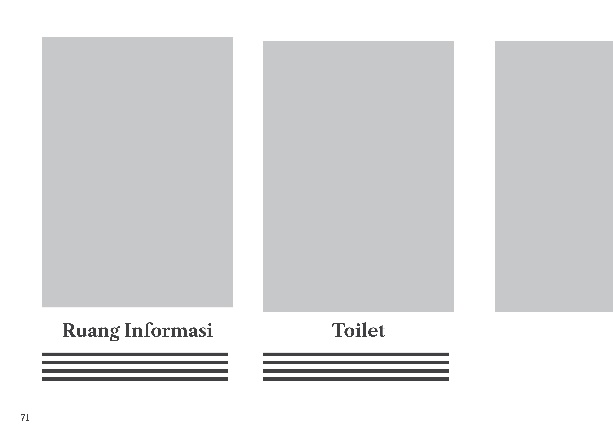 Ruang Informasi
Toilet
71